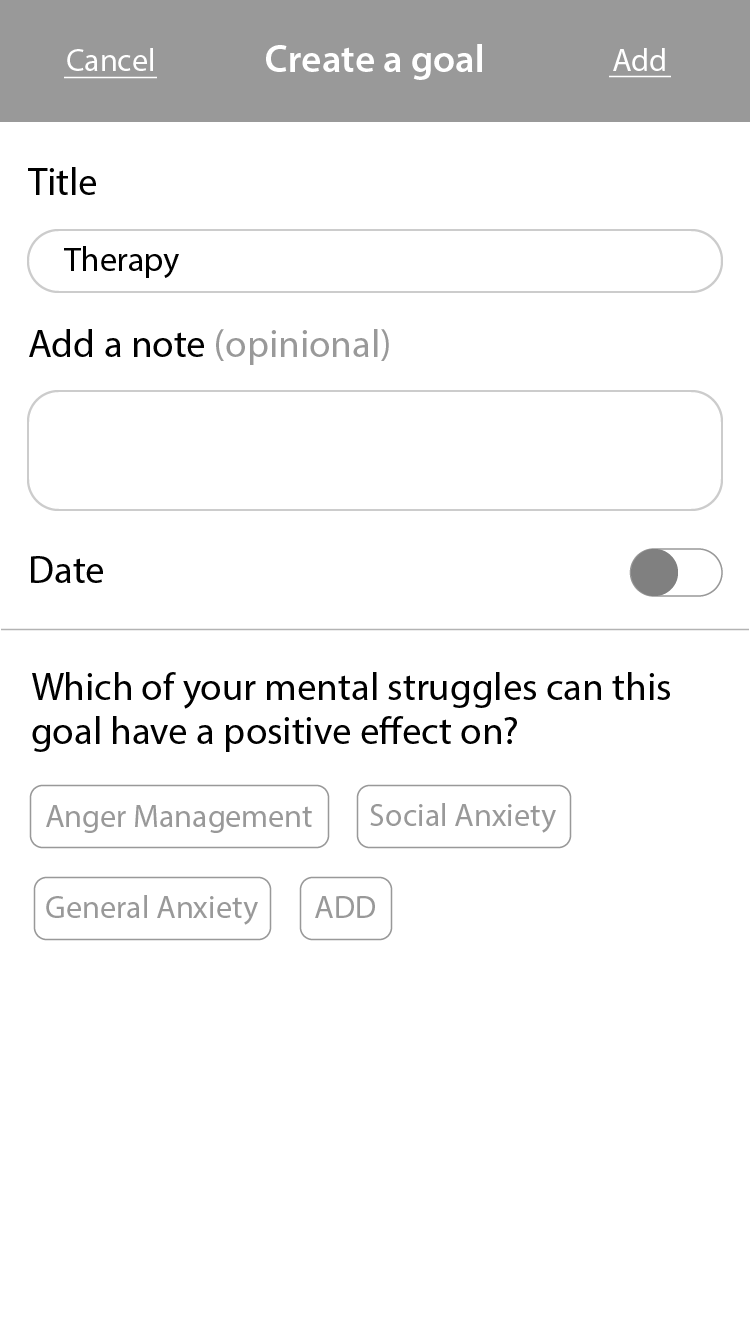 Cancel Create a goal Add
Title
Therapy
Add a note (opinional)
Date
Which of your mental struggles can this
goal have a positive effect on?
Anger Management Social Anxiety
General Anxiety ADD